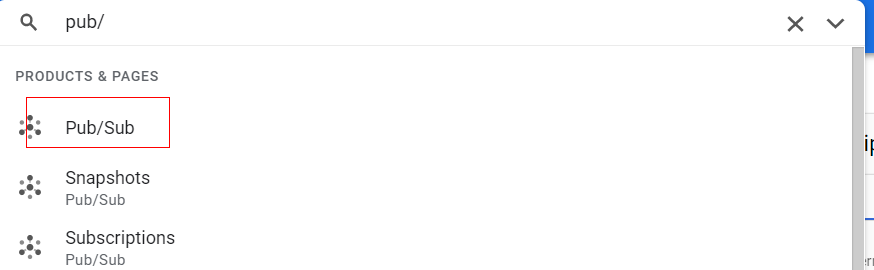 pub/
PRODUCTS & PAGES
Pub/Sub
Snapshots
Pub/Sub
Subscriptions
Pub/Sub